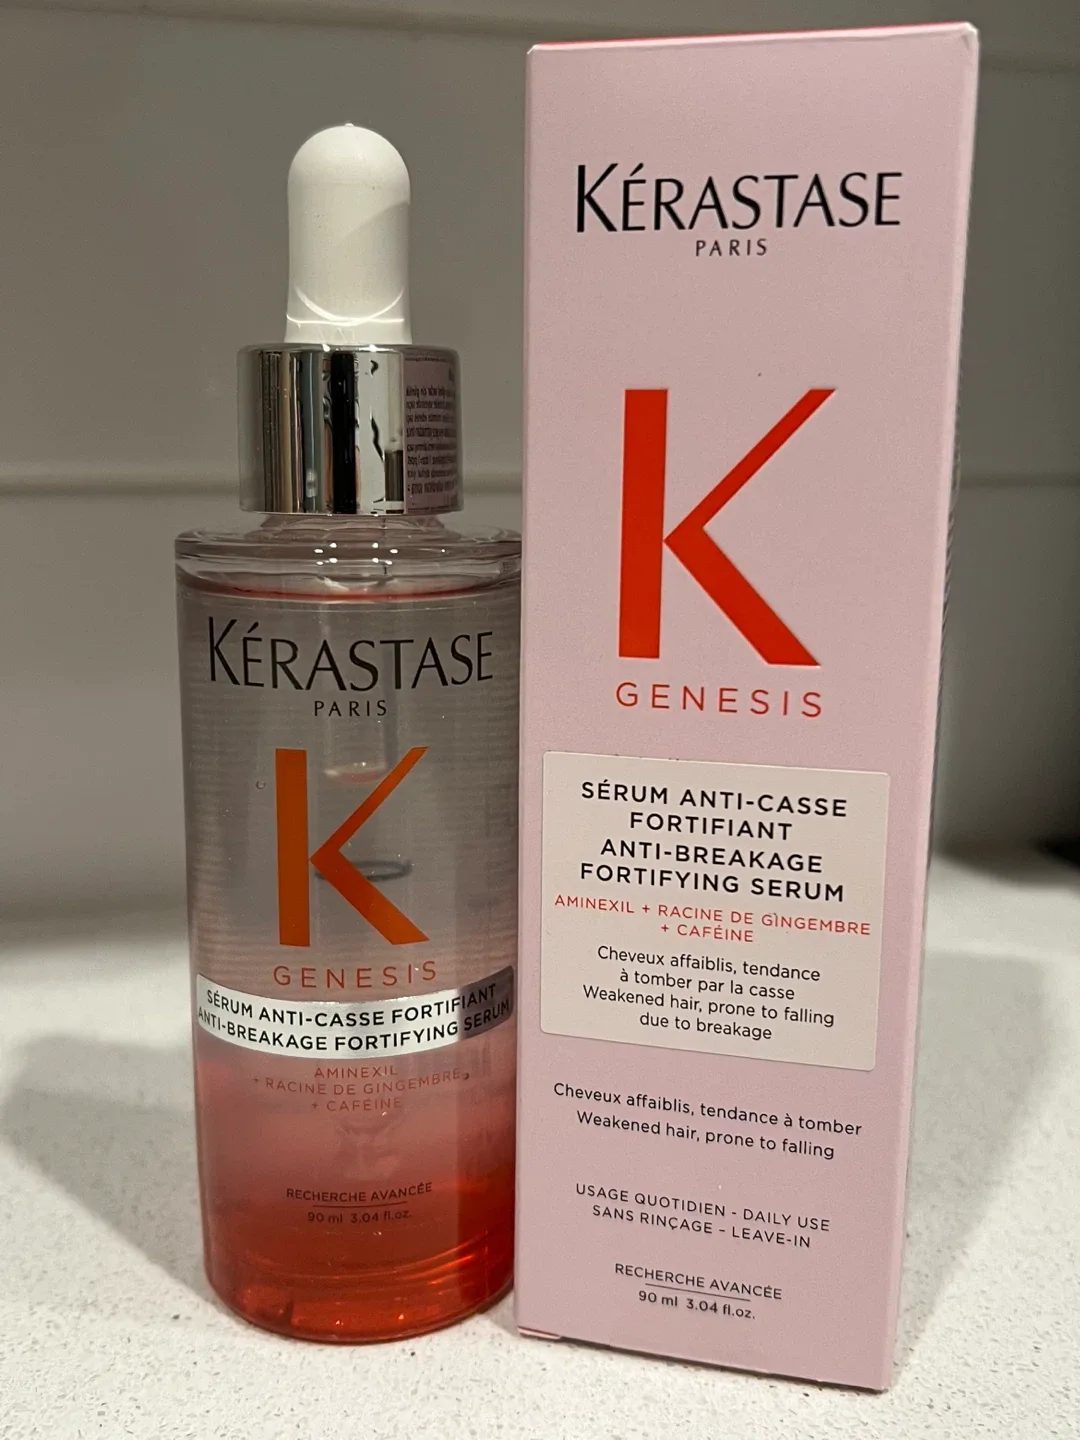 KÉRASTASE
PARIS
K
GENESIS
SÉRUM ANTI-CASSE FORTIFIANT
ANTI-BREAKAGE FORTIFYING SERUM
AMINEXIL
+ RACINE DE GINGEMBRE
+ CAFÉINE
RECHERCHE AVANCÉE
90 ml 3.04 fl.oz.
KÉRASTASE
PARIS
K
GENESIS
SÉRUM ANTI-CASSE
FORTIFIANT
ANTI-BREAKAGE
FORTIFYING SERUM
AMINEXIL + RACINE DE GINGEMBRE
+ CAFÉINE
Cheveux affaiblis, tendance
à tomber par la casse
Weakened hair, prone to falling
due to breakage
Cheveux affaiblis, tendance à tomber
Weakened hair, prone to falling
USAGE QUOTIDIEN - DAILY USE
SANS RINÇAGE - LEAVE-IN
RECHERCHE AVANCÉE
90 ml 3.04 fl.oz.